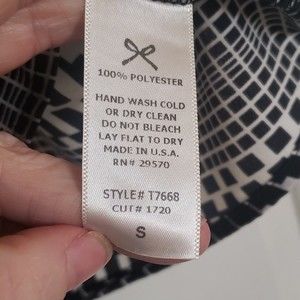 100% POLYESTER
HAND WASH COLD
OR DRY CLEAN
DO NOT BLEACH
LAY FLAT TO DRY
MADE IN U.S.A.
RN# 29570
STYLE# T7668
CUT# 1720
S